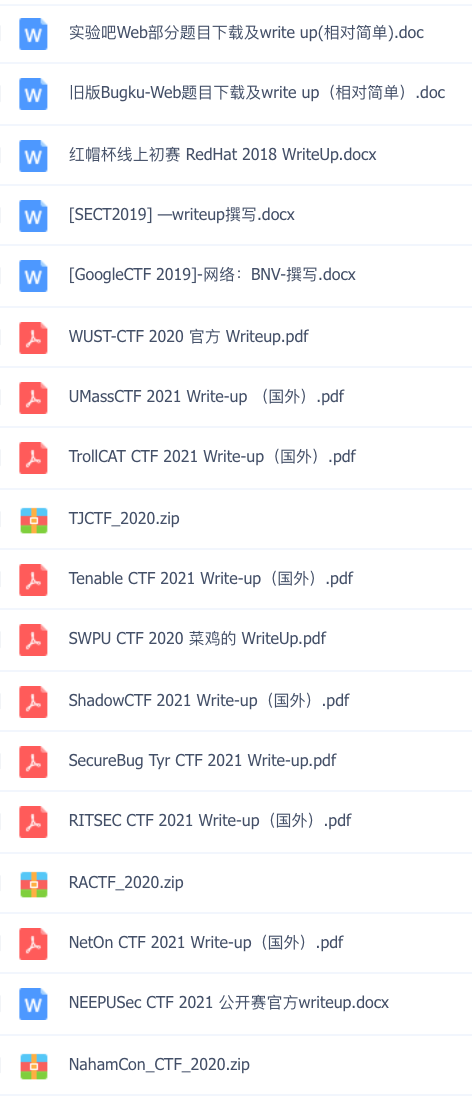 实验吧Web部分题目下载及write up(相对简单).doc
旧版Bugku-Web题目下载及write up（相对简单）.doc
红帽杯线上初赛 RedHat 2018 WriteUp.docx
[SECT2019] —writeup撰写.docx
[GoogleCTF 2019]-网络：BNV-撰写.docx
WUST-CTF 2020 官方 Writeup.pdf
UMassCTF 2021 Write-up （国外）.pdf
TrollCAT CTF 2021 Write-up（国外）.pdf
TJCTF_2020.zip
Tenable CTF 2021 Write-up（国外）.pdf
SWPU CTF 2020 菜鸡的 WriteUp.pdf
ShadowCTF 2021 Write-up（国外）.pdf
SecureBug Tyr CTF 2021 Write-up.pdf
RITSEC CTF 2021 Write-up（国外）.pdf
RACTF_2020.zip
NetOn CTF 2021 Write-up（国外）.pdf
NEEPUSec CTF 2021 公开赛官方writeup.docx
NahamCon_CTF_2020.zip